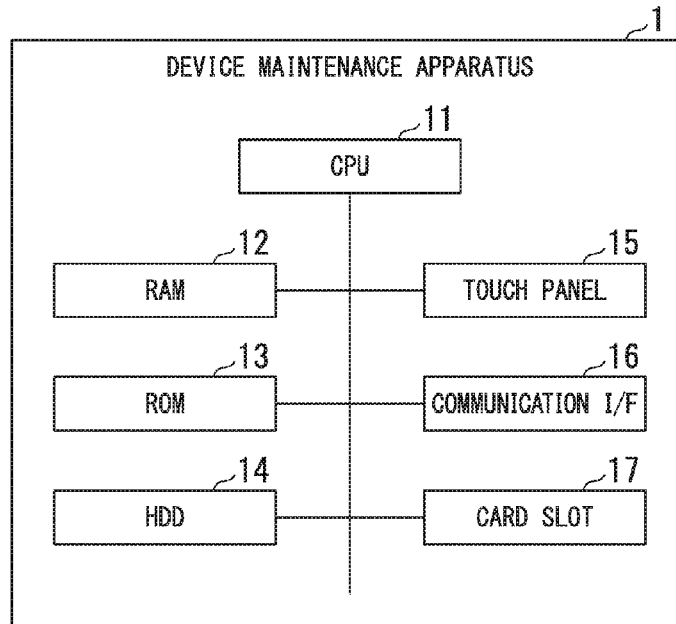 1
DEVICE MAINTENANCE APPARATUS
11
CPU
12
RAM
15
TOUCH PANEL
13
ROM
16
COMMUNICATION I/F
14
HDD
17
CARD SLOT